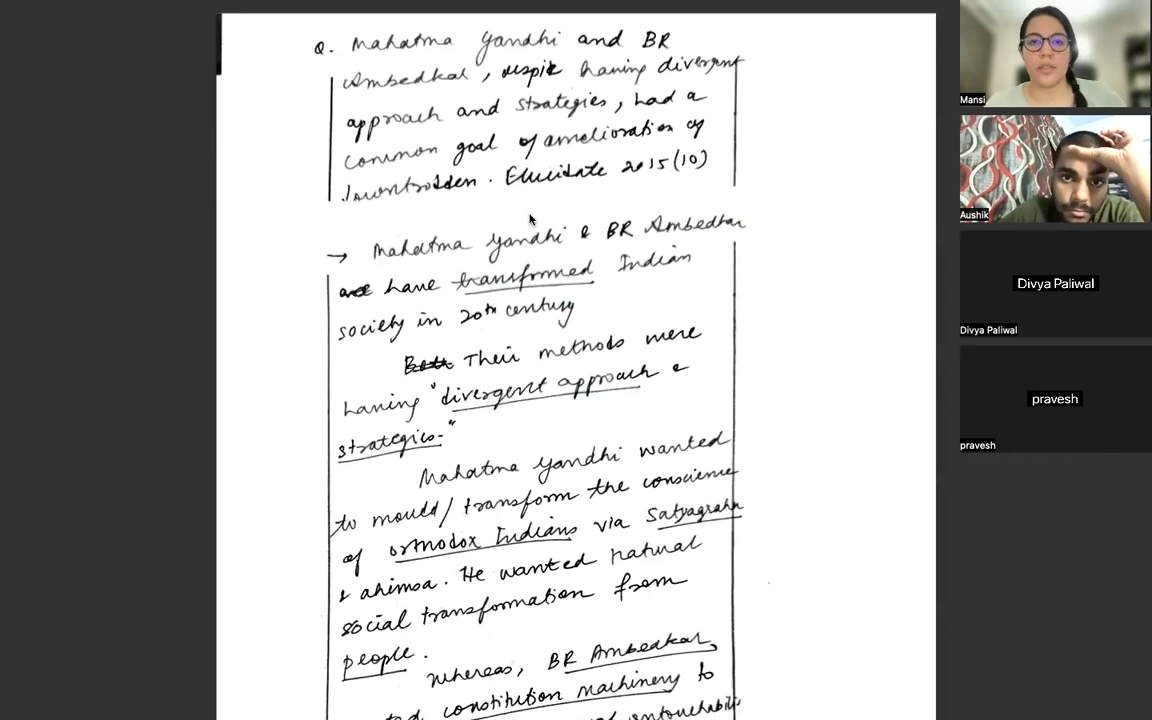 Q. Mahatma Gandhi and BR
Ambedkar, despite having divergent
approach and strategies, had a
common goal of amelioration of
downtrodden. Elucidate 2015 (10)
→ Mahatma Gandhi & BR Ambedkar
have transformed Indian
society in 20th century
Both Their methods were
having "divergent approach &
strategies."
Mahatma Gandhi wanted
to mould/transform the conscience
of orthodox Indians via Satyagraha
& ahimsa. He wanted natural
social transformation from
people.
Whereas, BR Ambedkar,
constitution machinery to
Mansi
Aushik
Divya Paliwal
Divya Paliwal
pravesh
pravesh